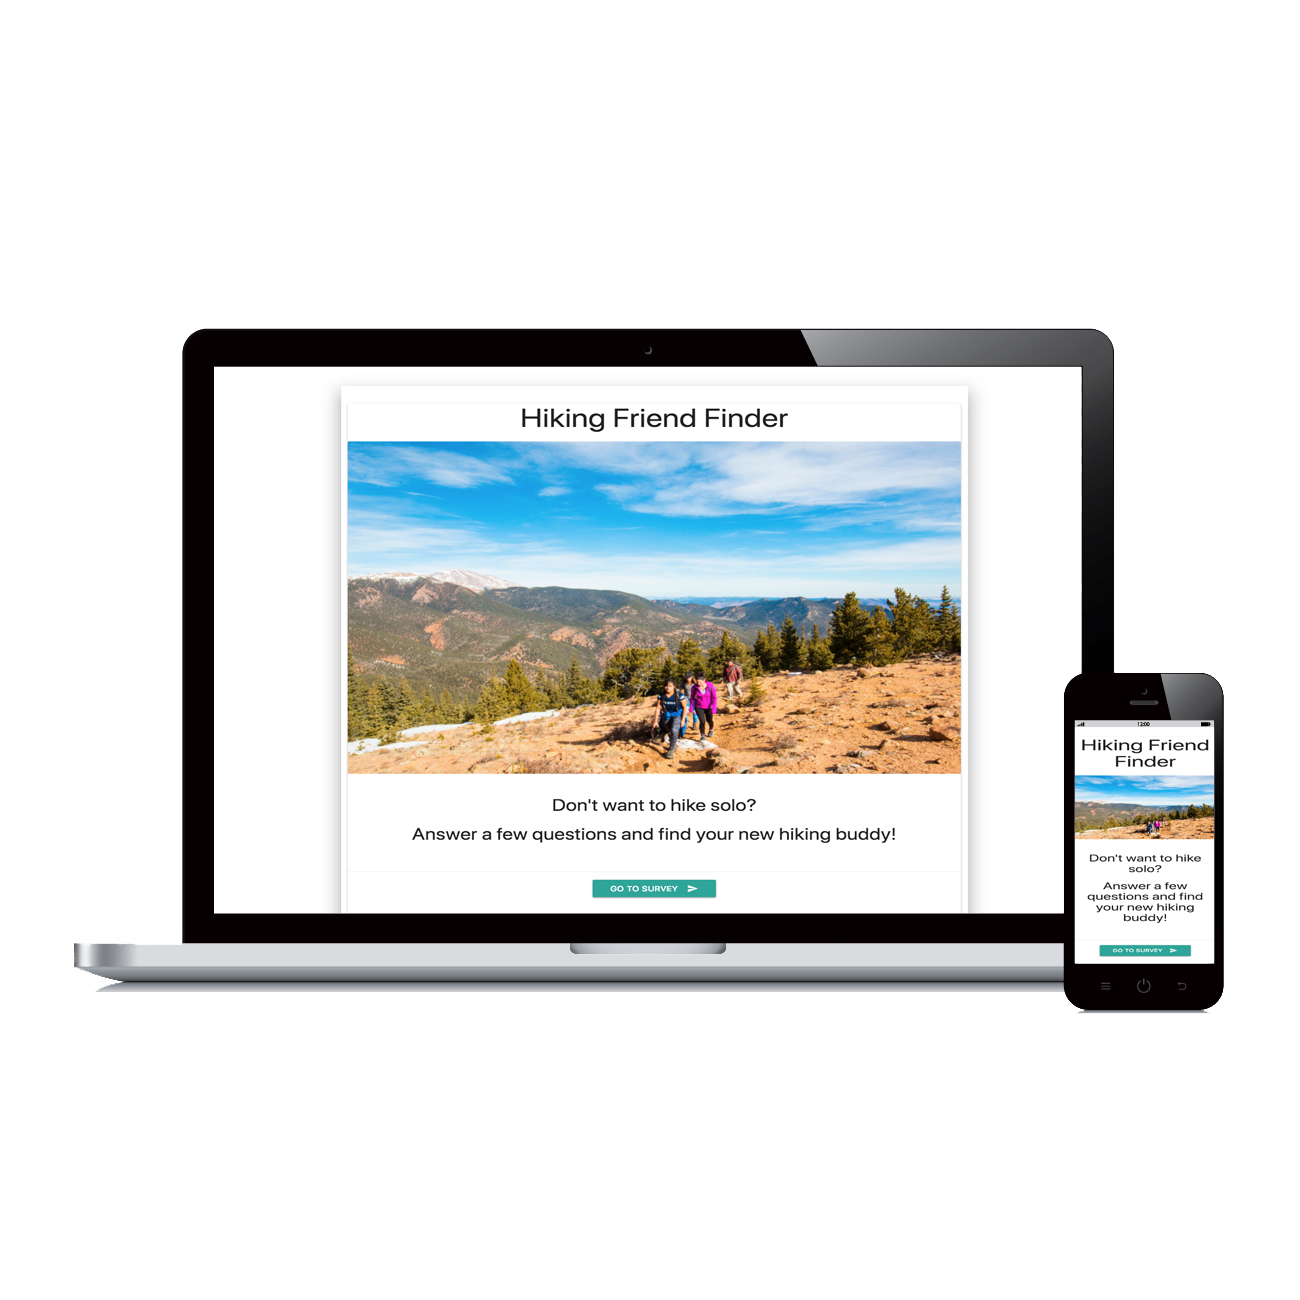 Hiking Friend Finder
Don't want to hike solo?
Answer a few questions and find your new hiking buddy!
GO TO SURVEY
12:00
Hiking Friend
Finder
Don't want to hike
solo?
Answer a few
questions and find
your new hiking
buddy!
GO TO SURVEY